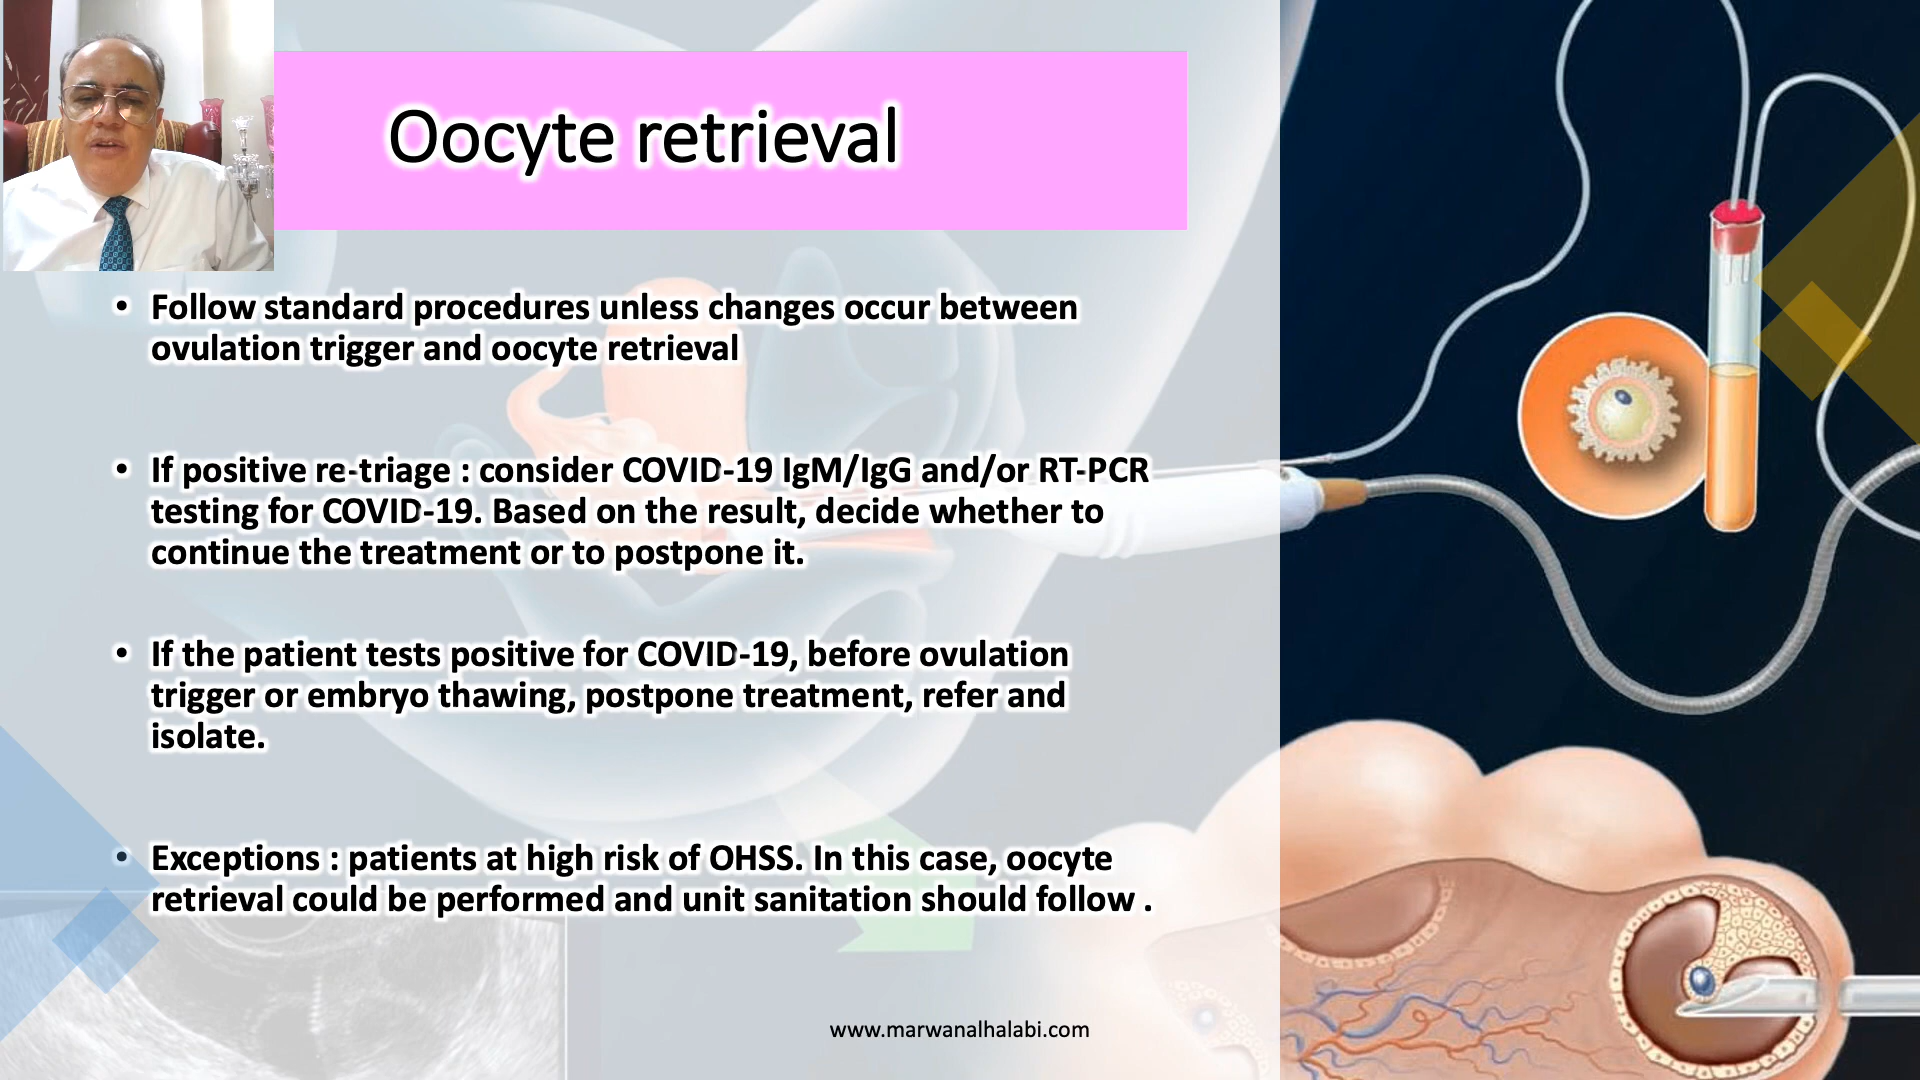 Oocyte retrieval
• Follow standard procedures unless changes occur between
ovulation trigger and oocyte retrieval
• If positive re-triage : consider COVID-19 IgM/IgG and/or RT-PCR
testing for COVID-19. Based on the result, decide whether to
continue the treatment or to postpone it.
• If the patient tests positive for COVID-19, before ovulation
trigger or embryo thawing, postpone treatment, refer and
isolate.
• Exceptions : patients at high risk of OHSS. In this case, oocyte
retrieval could be performed and unit sanitation should follow .
www.marwanalhalabi.com